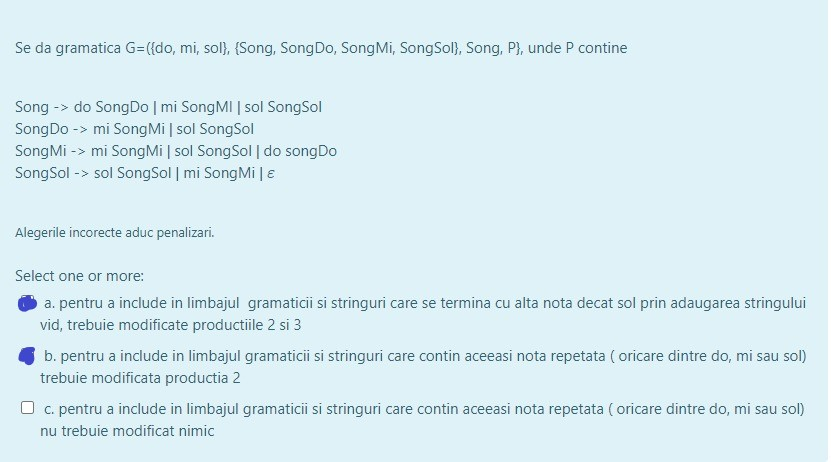 Se da gramatica G=({do, mi, sol}, {Song, SongDo, SongMi, SongSol}, Song, P}, unde P contine
Song -> do SongDo | mi SongMI | sol SongSol
SongDo -> mi SongMi | sol SongSol
SongMi -> mi SongMi | sol SongSol | do songDo
SongSol -> sol SongSol | mi SongMi | ε
Alegerile incorecte aduc penalizari.
Select one or more:
a. pentru a include in limbajul gramaticii si stringuri care se termina cu alta nota decat sol prin adaugarea stringului
vid, trebuie modificate productiile 2 si 3
b. pentru a include in limbajul gramaticii si stringuri care contin aceeasi nota repetata ( oricare dintre do, mi sau sol)
trebuie modificata productia 2
c. pentru a include in limbajul gramaticii si stringuri care contin aceeasi nota repetata ( oricare dintre do, mi sau sol)
nu trebuie modificat nimic